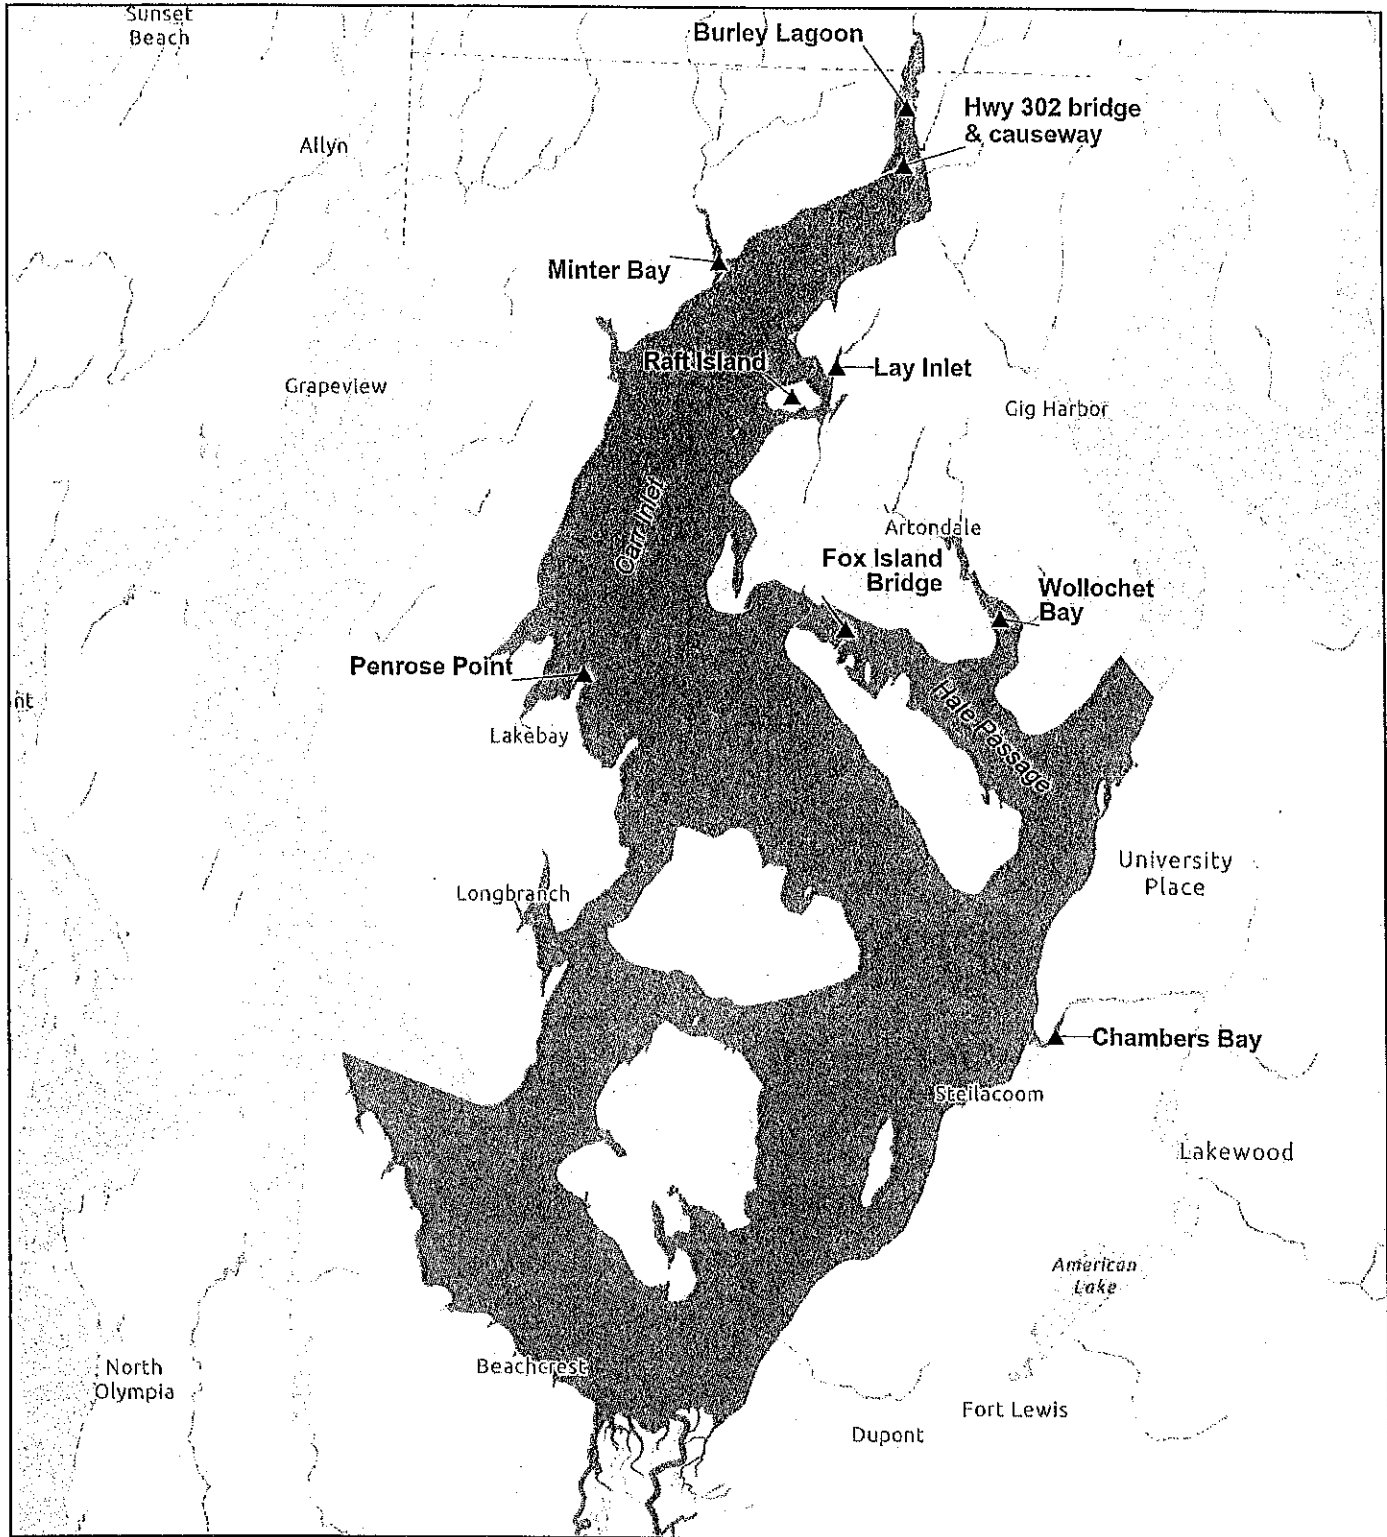 Sunset
Beach
Burley Lagoon
Hwy 302 bridge
& causeway
Allyn
Minter Bay
Raft Island
Lay Inlet
Grapeview
Gig Harbor
Carr Inlet
Artondale
Fox Island
Bridge
Wollochet
Bay
Penrose Point
nt
Hale Passage
Lakebay
University
Place
Longbranch
Chambers Bay
Steilacoom
Lakewood
American
Lake
Beachcrest
North
Olympia
Fort Lewis
Dupont